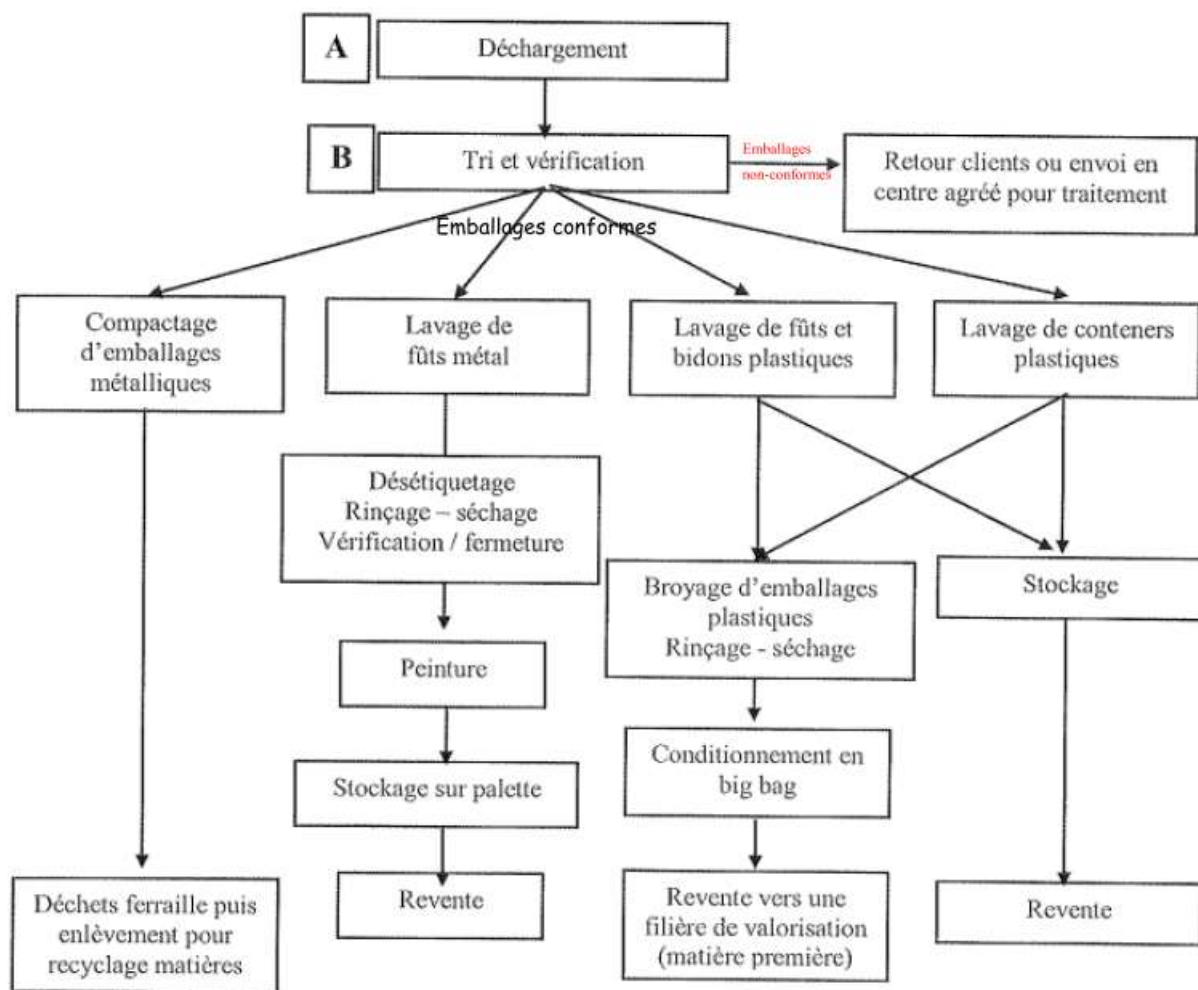 A
Déchargement
B
Tri et vérification
Emballages
non-conformes
Retour clients ou envoi en
centre agréé pour traitement
Emballages conformes
Compactage
d'emballages
métalliques
Lavage de
fûts métal
Lavage de fûts et
bidons plastiques
Lavage de conteners
plastiques
Désétiquetage
Rinçage – séchage
Vérification / fermeture
Broyage d'emballages
plastiques
Rinçage - séchage
Stockage
Peinture
Conditionnement en
big bag
Stockage sur palette
Déchets ferraille puis
enlèvement pour
recyclage matières
Revente
Revente vers une
filière de valorisation
(matière première)
Revente